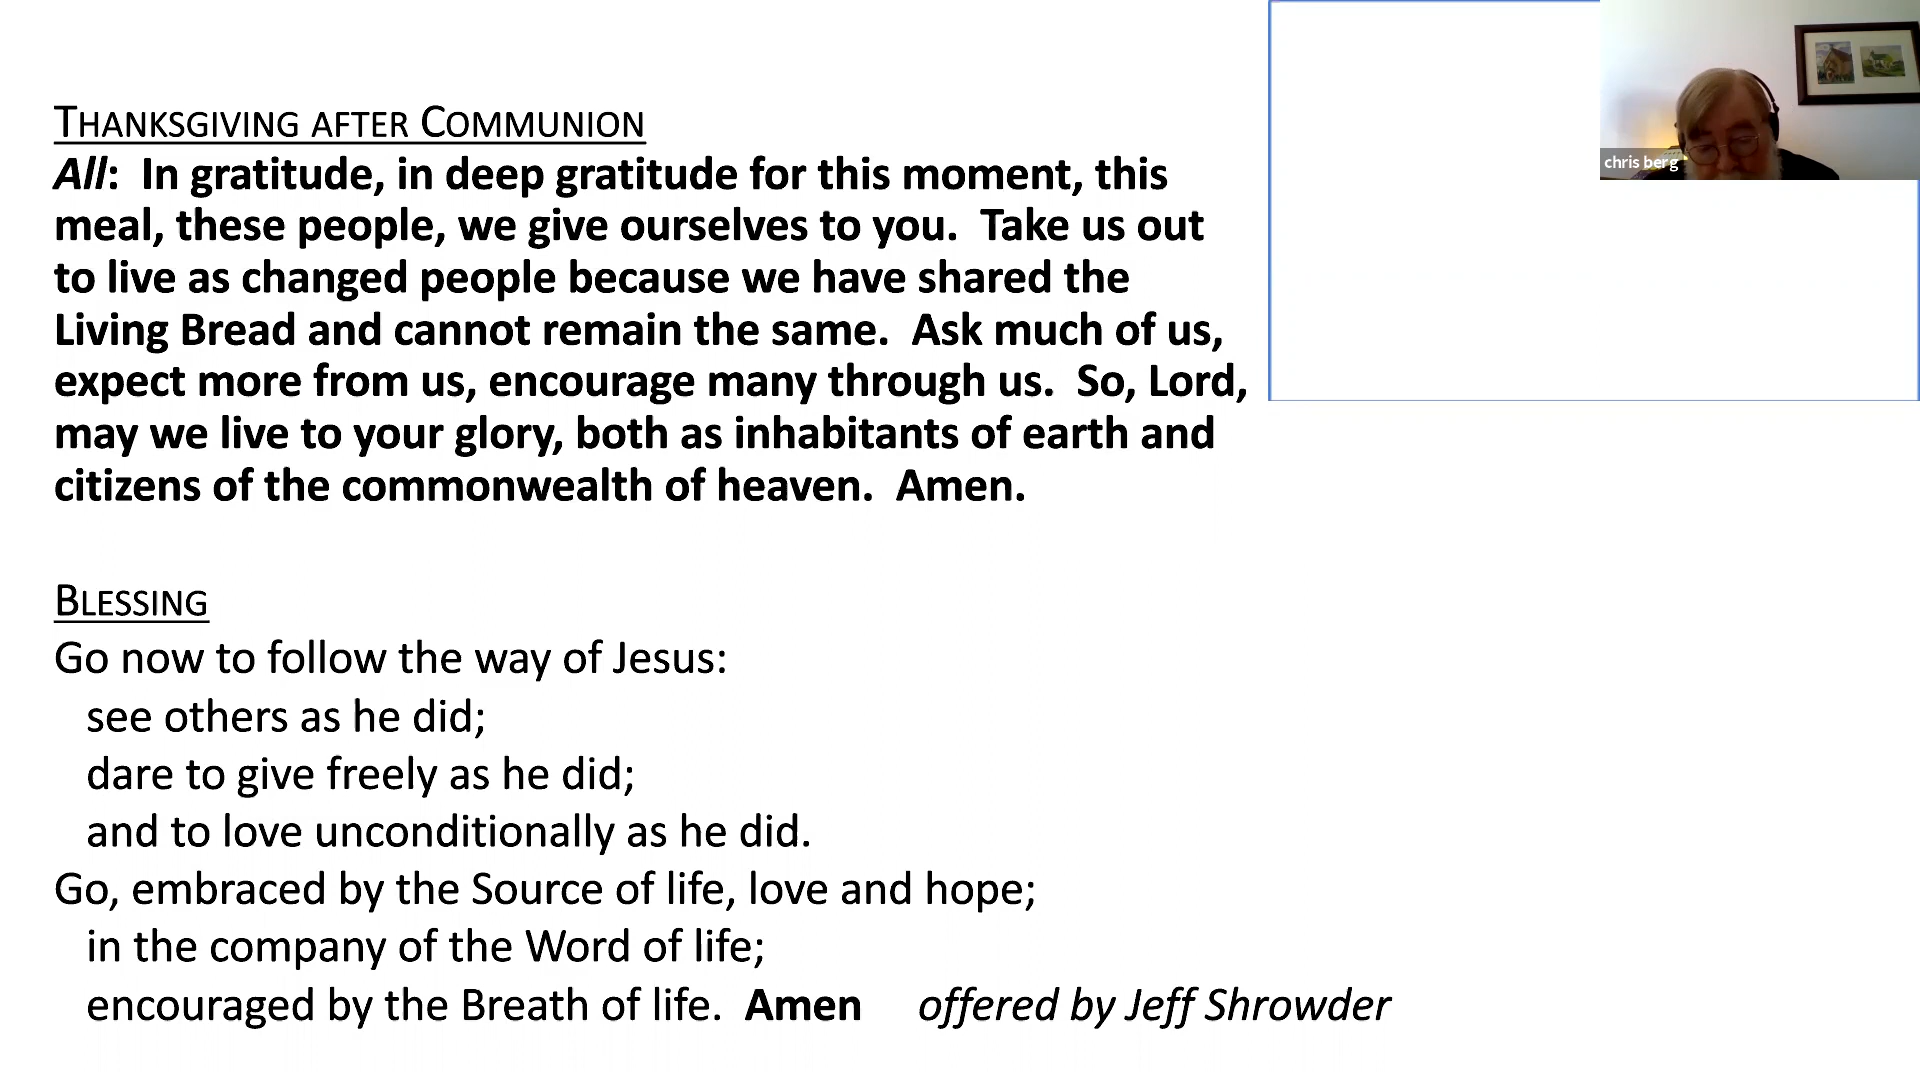 THANKSGIVING AFTER COMMUNION
All:  In gratitude, in deep gratitude for this moment, this
meal, these people, we give ourselves to you.  Take us out
to live as changed people because we have shared the
Living Bread and cannot remain the same.  Ask much of us,
expect more from us, encourage many through us.  So, Lord,
may we live to your glory, both as inhabitants of earth and
citizens of the commonwealth of heaven.  Amen.
BLESSING
Go now to follow the way of Jesus:
see others as he did;
dare to give freely as he did;
and to love unconditionally as he did.
Go, embraced by the Source of life, love and hope;
in the company of the Word of life;
encouraged by the Breath of life.  Amen     offered by Jeff Shrowder
chris berg